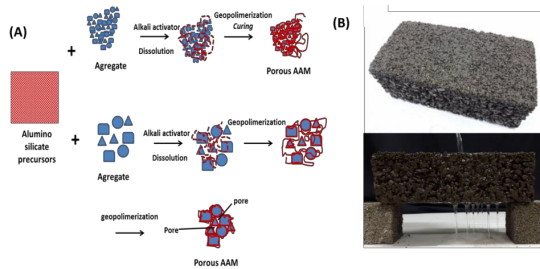 (A)
(B)
Agregate
Alkali activator
Dissolution
Geopolimerization
Curing
Porous AAM
Alumino
silicate
precursors
Agregate
Alkali activator
Dissolution
Geopolimerization
geopolimerization
Pore
pore
Porous AAM